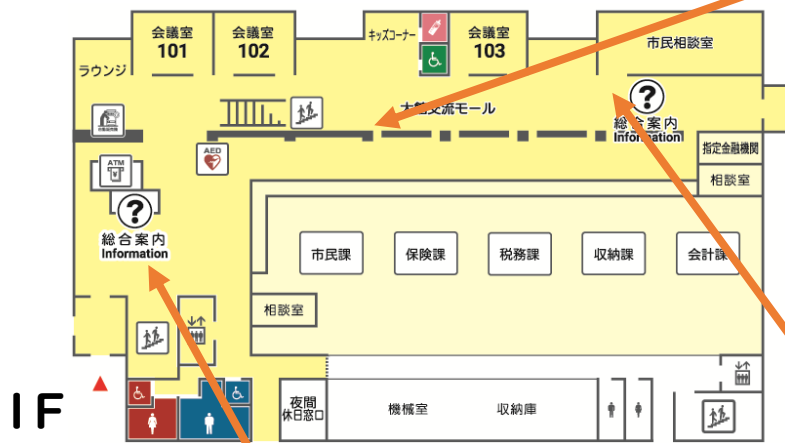 会議室
101
会議室
102
キッズコーナー
会議室
103
市民相談室
ラウンジ
大館交流モール
?
総合案内
Information
指定金融機関
相談室
AED
ATM
?
総合案内
Information
市民課
保険課
税務課
収納課
会計課
相談室
夜間
休日窓口
機械室
収納庫
1F